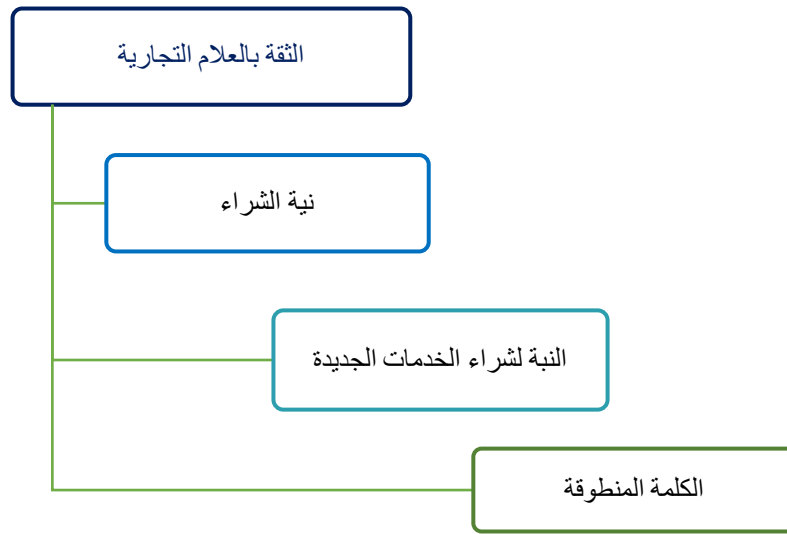 الثقة بالعلام التجارية
نية الشراء
النبة لشراء الخدمات الجديدة
الكلمة المنطوقة